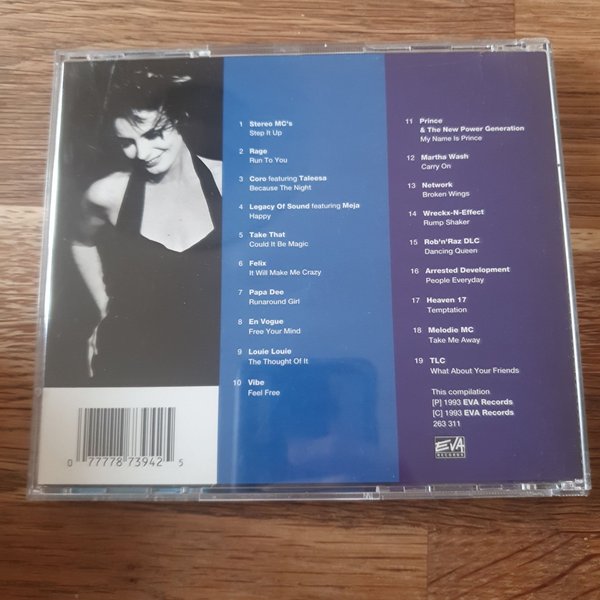 1 Stereo MC's
Step It Up
2 Rage
Run To You
3 Cero featuring Taleesa
Because The Night
4 Legacy Of Sound featuring Meja
Happy
5 Take That
Could It Be Magic
6 Felix
It Will Make Me Crazy
7 Papa Dee
Runaround Girl
8 En Vogue
Free Your Mind
9 Louie Louie
The Thought Of It
10 Vibe
Feel Free
11 Prince
& The New Power Generation
My Name Is Prince
12 Martha Wash
Carry On
13 Network
Broken Wings
14 Wreckx-N-Effect
Rump Shaker
15 Rob'n'Raz DLC
Dancing Queen
16 Arrested Development
People Everyday
17 Heaven 17
Temptation
18 Melodie MC
Take Me Away
19 TLC
What About Your Friends
This compilation
[P] 1993 EVA Records
[C] 1993 EVA Records
263 311
EVA
RECORDS
0 77778 73942 5